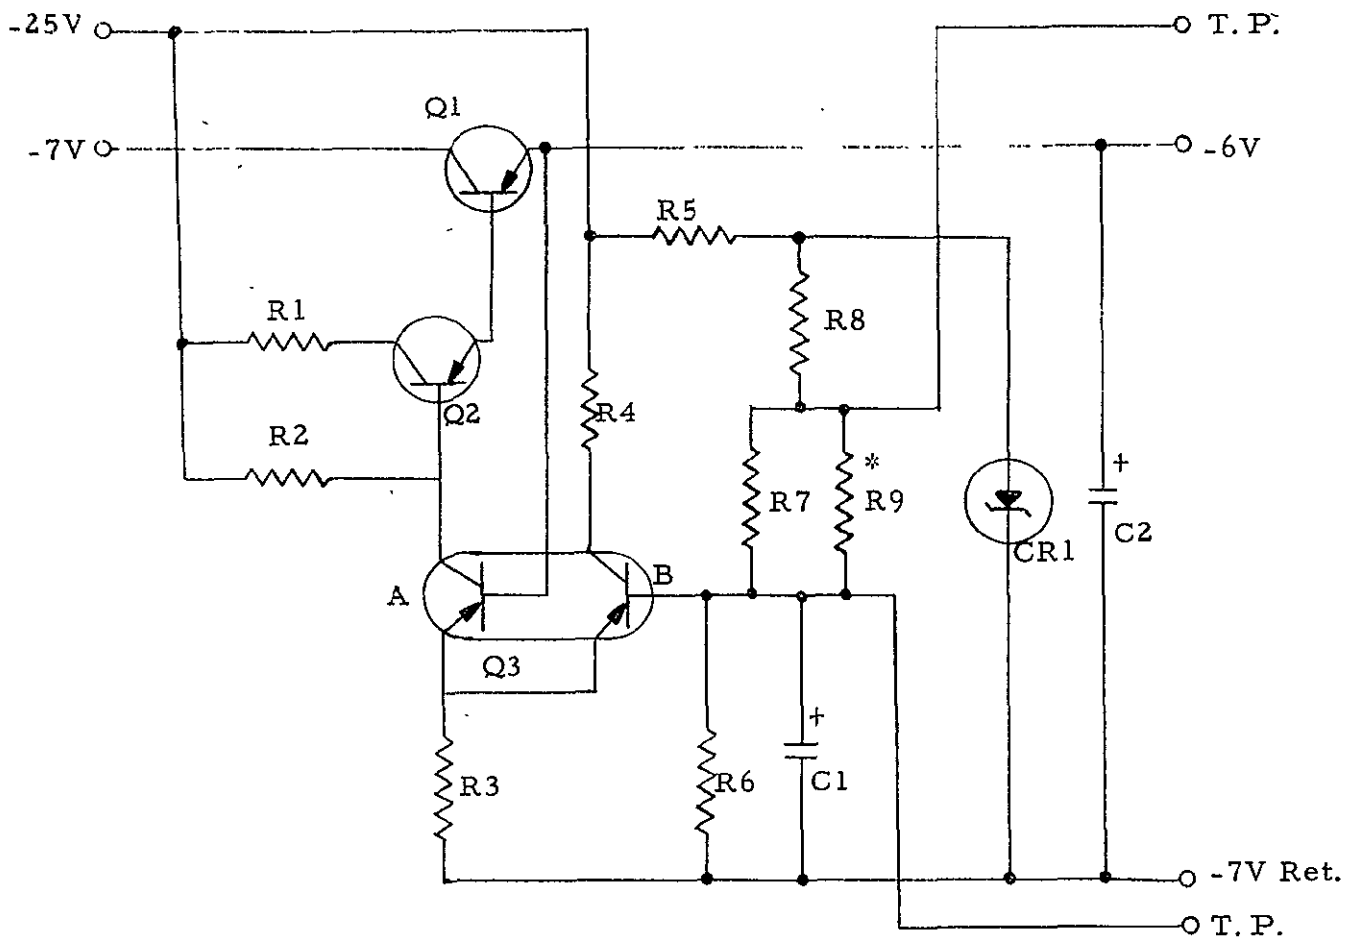 -25V
T. P.
Q1
-7V
-6V
R5
R1
R8
Q2
R4
R2
*
R7
R9
+
CR1
C2
A
B
Q3
+
R3
R6
C1
-7V Ret.
T. P.